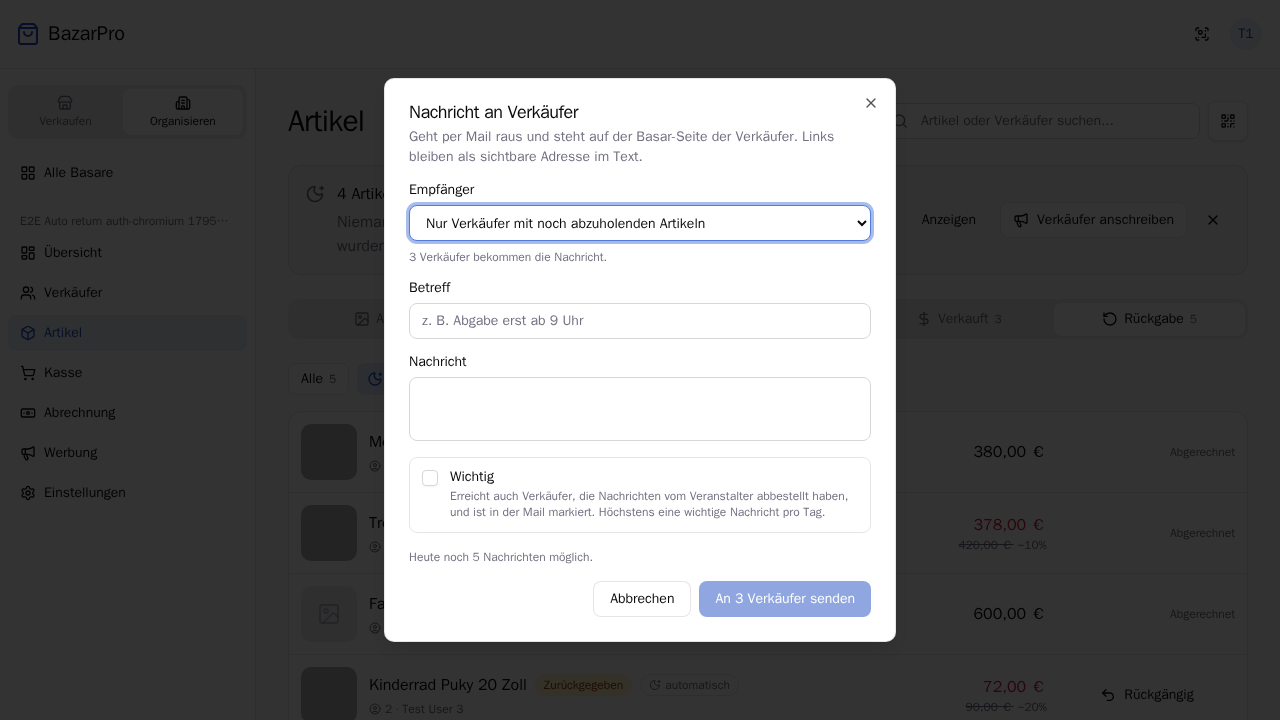 BazarPro
T1
Verkaufen
Organisieren
Artikel
Artikel oder Verkäufer suchen...
Alle Basare
E2E Auto return auth-chromium 1795…
Übersicht
Verkäufer
Artikel
Kasse
Abrechnung
Werbung
Einstellungen
4 Artik
Nieman
wurder
Anzeigen
Verkäufer anschreiben
A
Verkauft 3
Rückgabe 5
Alle 5
Nachricht an Verkäufer
Geht per Mail raus und steht auf der Basar-Seite der Verkäufer. Links
bleiben als sichtbare Adresse im Text.
Empfänger
Nur Verkäufer mit noch abzuholenden Artikeln
3 Verkäufer bekommen die Nachricht.
Betreff
z. B. Abgabe erst ab 9 Uhr
Nachricht
Wichtig
Erreicht auch Verkäufer, die Nachrichten vom Veranstalter abbestellt haben,
und ist in der Mail markiert. Höchstens eine wichtige Nachricht pro Tag.
Heute noch 5 Nachrichten möglich.
Abbrechen
An 3 Verkäufer senden
380,00 €
Abgerechnet
378,00 €
420,00 € −10%
Abgerechnet
Fa
600,00 €
Abgerechnet
Kinderrad Puky 20 Zoll
Zurückgegeben
automatisch
2 · Test User 3
72,00 €
90,00 € −20%
Rückgängig